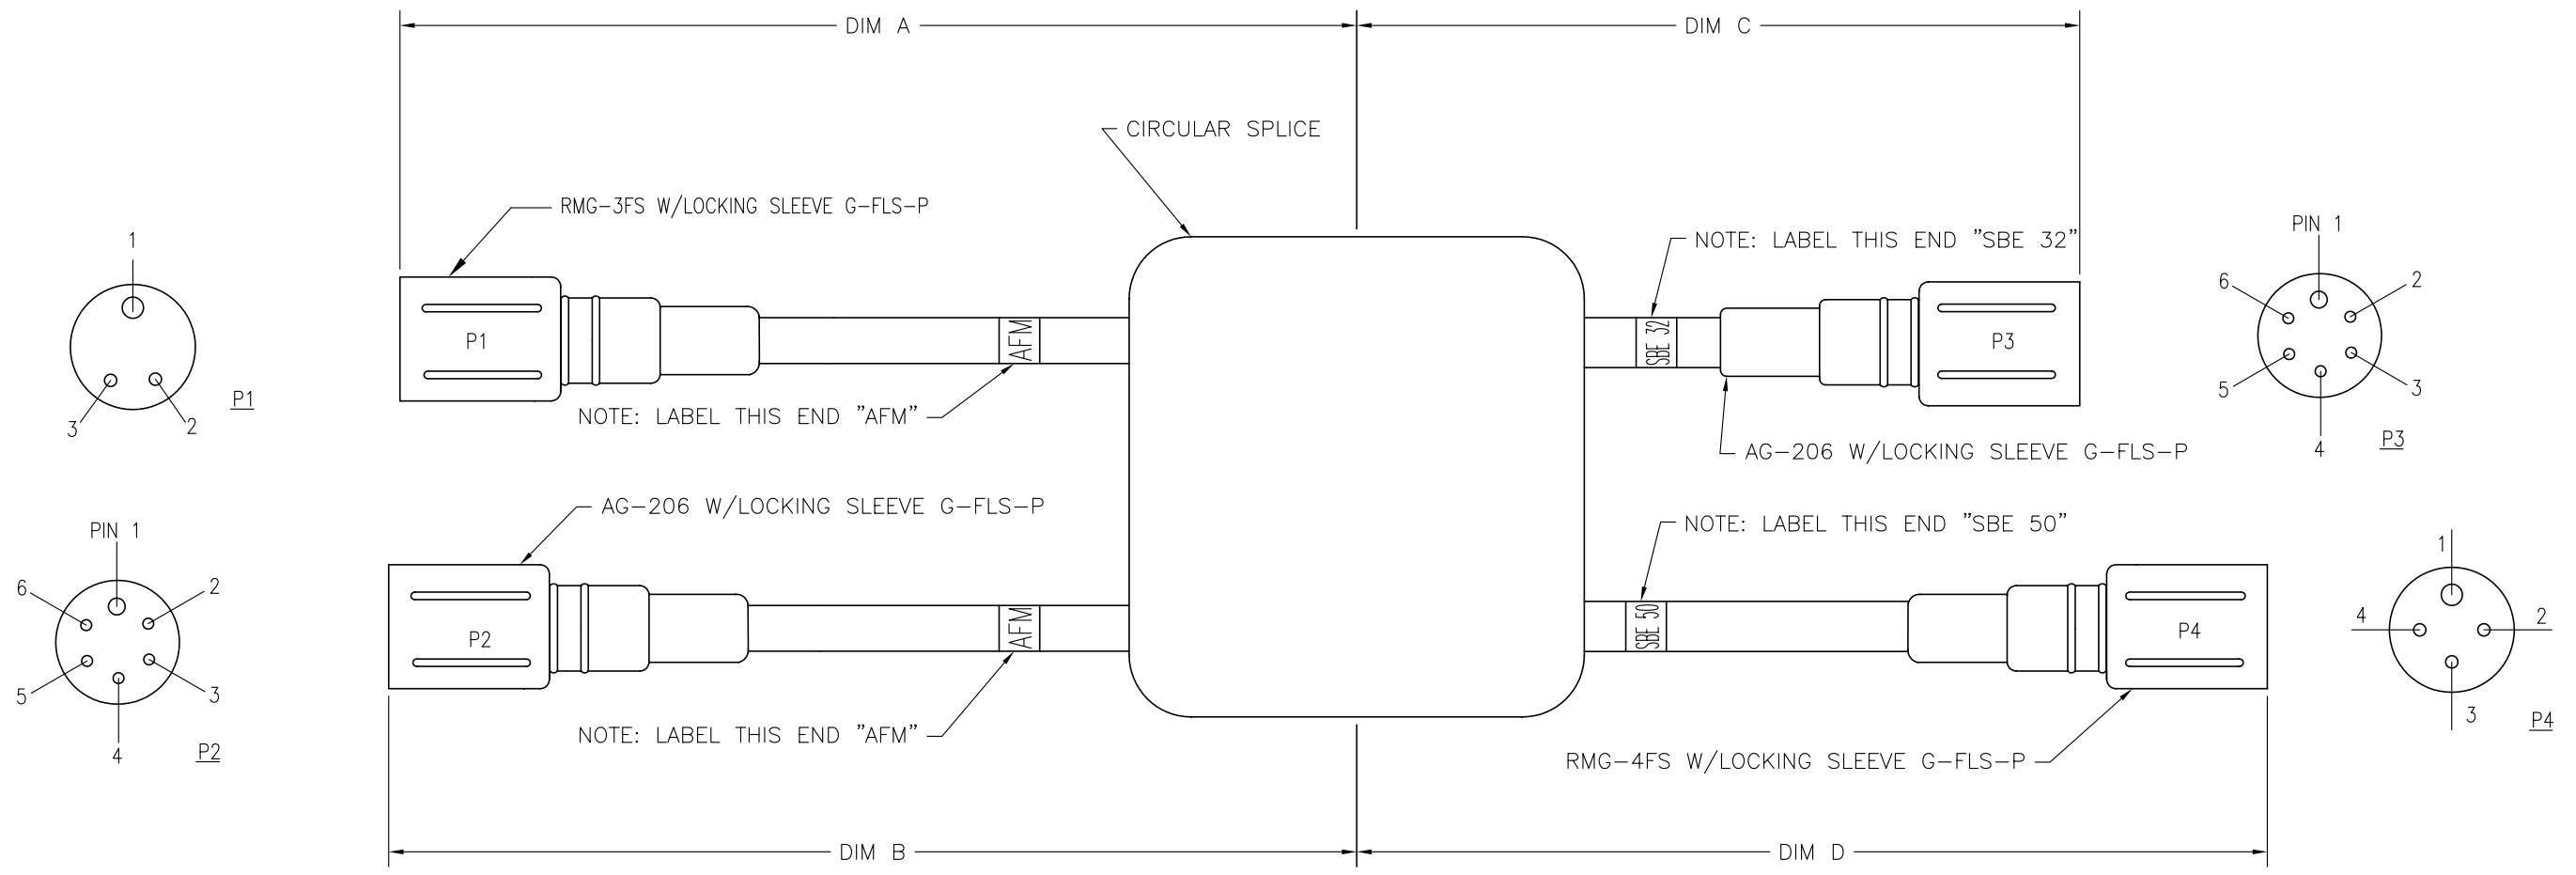 DIM A
DIM C
CIRCULAR SPLICE
RMG-3FS W/LOCKING SLEEVE G-FLS-P
NOTE: LABEL THIS END "SBE 32"
PIN 1
1
6
2
P1
AFM
SBE 32
P3
5
3
P1
3
2
NOTE: LABEL THIS END "AFM"
P3
4
AG-206 W/LOCKING SLEEVE G-FLS-P
AG-206 W/LOCKING SLEEVE G-FLS-P
NOTE: LABEL THIS END "SBE 50"
PIN 1
1
6
2
4
2
P2
AFM
SBE 50
P4
5
3
3
P4
4
P2
NOTE: LABEL THIS END "AFM"
RMG-4FS W/LOCKING SLEEVE G-FLS-P
DIM B
DIM D